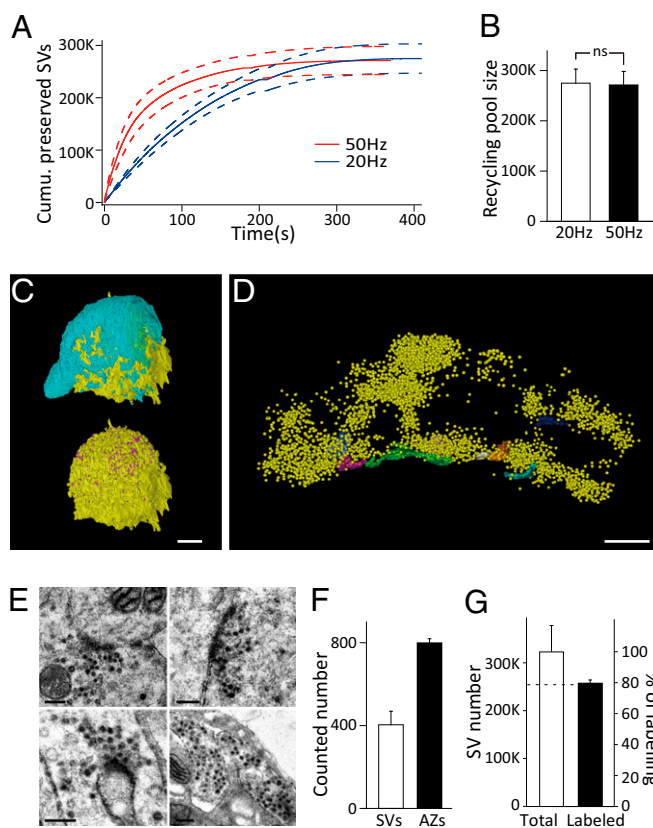 A
Cumu. preserved SVs
300K
200K
100K
0
0
100
200
300
400
Time(s)
50Hz
20Hz
B
Recycling pool size
ns
300K
200K
100K
0
20Hz
50Hz
C
D
E
F
Counted number
800
400
0
SVs
AZs
G
SV number
300K
200K
100K
0
100
80
60
40
20
0
% of labelling
Total
Labeled